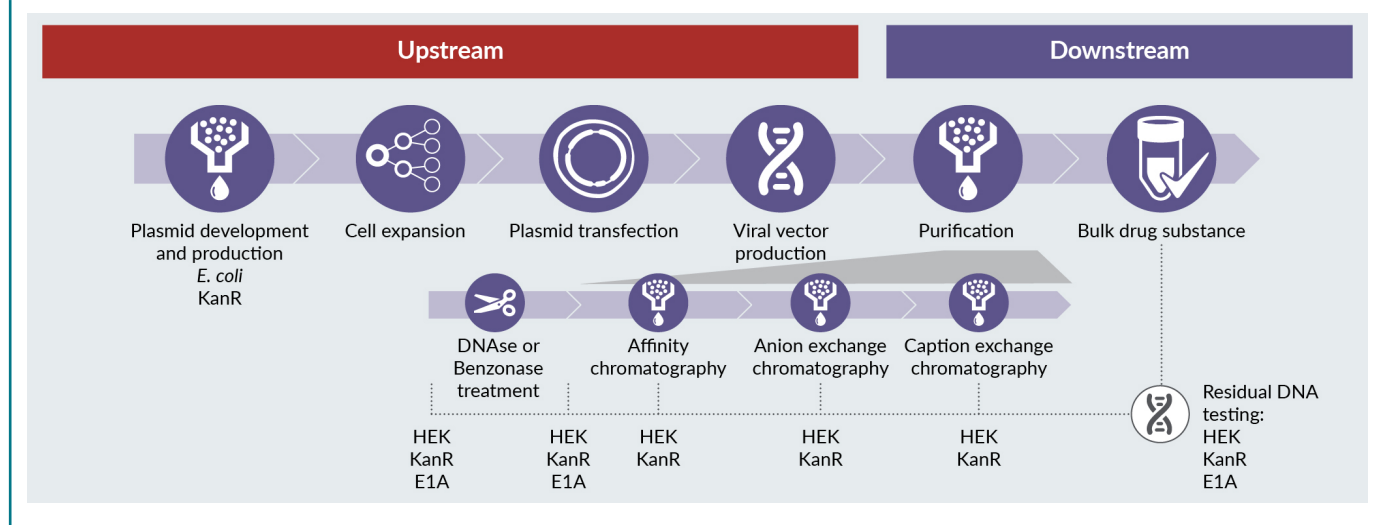 Upstream
Downstream
Plasmid development
and production
E. coli
KanR
Cell expansion
Plasmid transfection
Viral vector
production
Purification
Bulk drug substance
DNAse or
Benzonase
treatment
Affinity
chromatography
Anion exchange
chromatography
Caption exchange
chromatography
HEK
KanR
E1A
HEK
KanR
E1A
HEK
KanR
HEK
KanR
HEK
KanR
Residual DNA
testing:
HEK
KanR
E1A